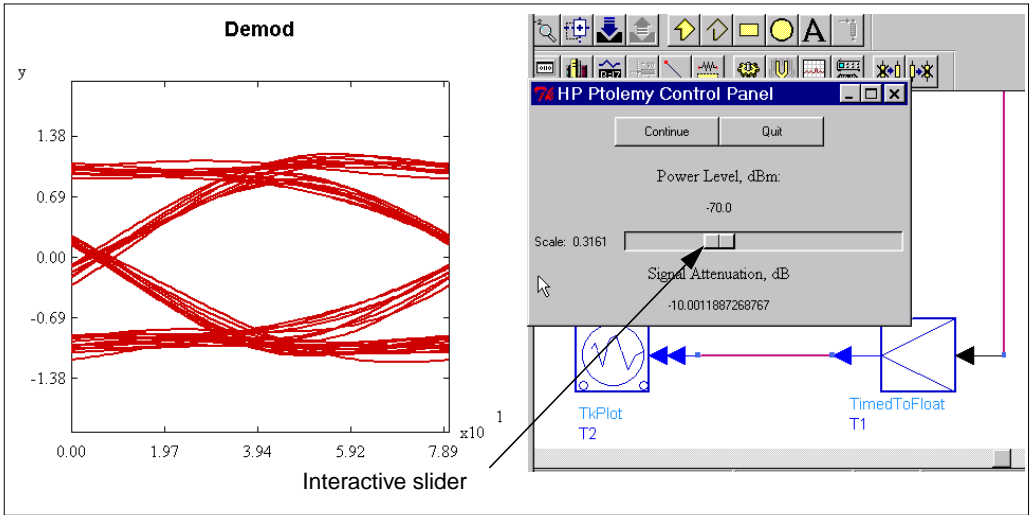 Demod
y
1.38
0.69
0.00
-0.69
-1.38
0.00 1.97 3.94 5.92 7.89
x10 1
Interactive slider
A
HP Ptolemy Control Panel
Continue Quit
Power Level, dBm:
-70.0
Scale: 0.3161
Signal Attenuation, dB
-10.0011887268767
TkPlot
T2
TimedToFloat
T1